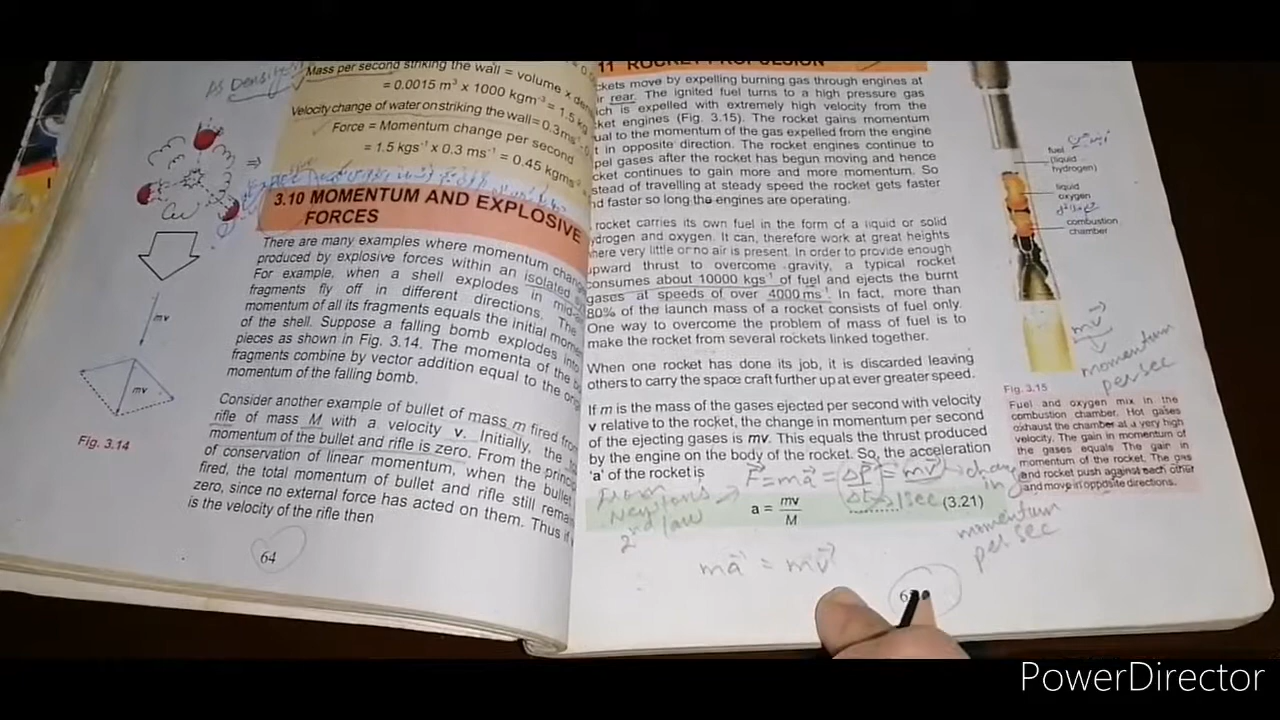 Mass per second striking the wall = volume x
= 0.0015 m³ x 1000 kgm⁻³ = 1.5 kg
Velocity change of water on striking the wall = 0.3ms⁻¹
Force = Momentum change per second
= 1.5 kgs⁻¹ x 0.3 ms⁻¹ = 0.45 kgms
3.10 MOMENTUM AND EXPLOSIVE
FORCES
There are many examples where momentum
produced by explosive forces within an isolated
For example, when a shell explodes in
fragments fly off in different directions. The
momentum of all its fragments equals the initial
of the shell. Suppose a falling bomb explodes
pieces as shown in Fig. 3.14. The momenta of the
fragments combine by vector addition equal to the
momentum of the falling bomb.
Consider another example of bullet of mass m fired
rifle of mass M with a velocity v. Initially, the
momentum of the bullet and rifle is zero. From the
of conservation of linear momentum, when the bullet
fired, the total momentum of bullet and rifle still
zero, since no external force has acted on them. Thus
is the velocity of the rifle then
64
mv
mv
Fig. 3.14
11 ROCKET PROPULSION
move by expelling burning gas through engines at
rear. The ignited fuel turns to a high pressure gas
is expelled with extremely high velocity from the
engines (Fig. 3.15). The rocket gains momentum
to the momentum of the gas expelled from the engine
in opposite direction. The rocket engines continue to
gases after the rocket has begun moving and hence
continues to gain more and more momentum. So
of travelling at steady speed the rocket gets faster
faster so long the engines are operating.
rocket carries its own fuel in the form of a liquid or solid
and oxygen. It can, therefore work at great heights
where very little or no air is present. In order to provide enough
upward thrust to overcome gravity, a typical rocket
consumes about 10000 kgs⁻¹ of fuel and ejects the burnt
gases at speeds of over 4000 ms⁻¹. In fact, more than
80% of the launch mass of a rocket consists of fuel only.
One way to overcome the problem of mass of fuel is to
make the rocket from several rockets linked together.
When one rocket has done its job, it is discarded leaving
others to carry the space craft further up at ever greater speed.
If m is the mass of the gases ejected per second with velocity
v relative to the rocket, the change in momentum per second
of the ejecting gases is mv. This equals the thrust produced
by the engine on the body of the rocket. So, the acceleration
'a' of the rocket is
From
Newton's
2nd law
F⃗ = ma⃗ = ΔP⃗/Δt = mv⃗
1sec
a = mv/M ............ (3.21)
change
in
momentum
per sec
ma⃗ = mv⃗
fuel
(liquid
hydrogen)
liquid
oxygen
combustion
chamber
mv⃗
momentum
per sec
Fig. 3.15
Fuel and oxygen mix in the
combustion chamber. Hot gases
exhaust the chamber at a very high
velocity. The gain in momentum of
the gases equals The gain in
momentum of the rocket. The gas
and rocket push against each other
and move in opposite directions.
PowerDirector